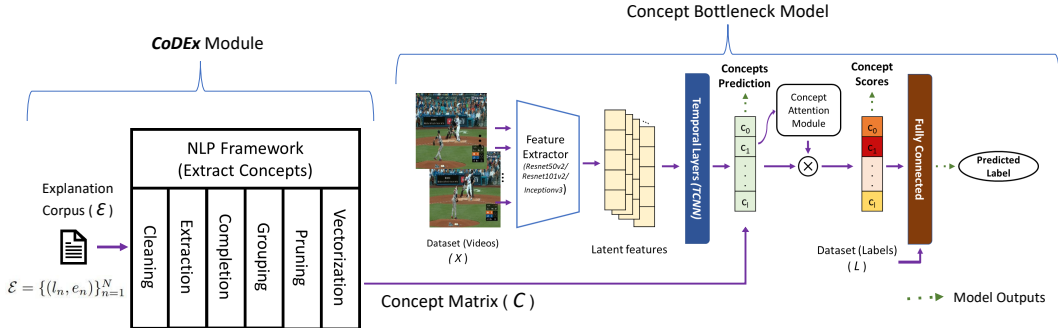 Concept Bottleneck Model
CoDEx Module
NLP Framework
(Extract Concepts)
Explanation
Corpus ( ℰ )
ℰ = {(lₙ, eₙ)}ᴺₙ₌₁
Cleaning
Extraction
Completion
Grouping
Pruning
Vectorization
Concept Matrix ( C )
Dataset (Videos)
( X )
Feature
Extractor
(Resnet50v2/
Resnet101v2/
Inceptionv3)
Latent features
Temporal Layers (TCNN)
Concepts
Prediction
c₀
c₁
cₗ
Concept
Attention
Module
Concept
Scores
c₀
c₁
cₗ
Fully Connected
Dataset (Labels)
( L )
Predicted
Label
Model Outputs